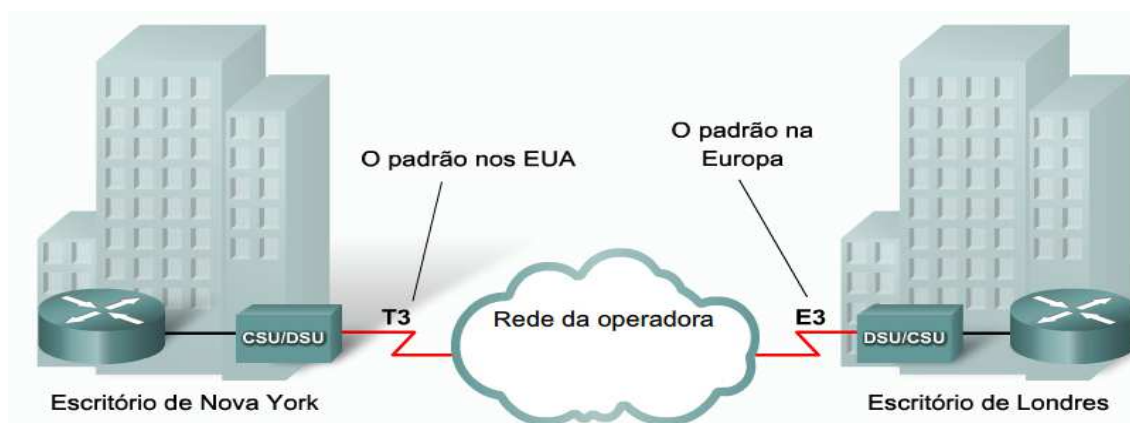 O padrão nos EUA
O padrão na
Europa
CSU/DSU
T3
Rede da operadora
E3
DSU/CSU
Escritório de Nova York
Escritório de Londres